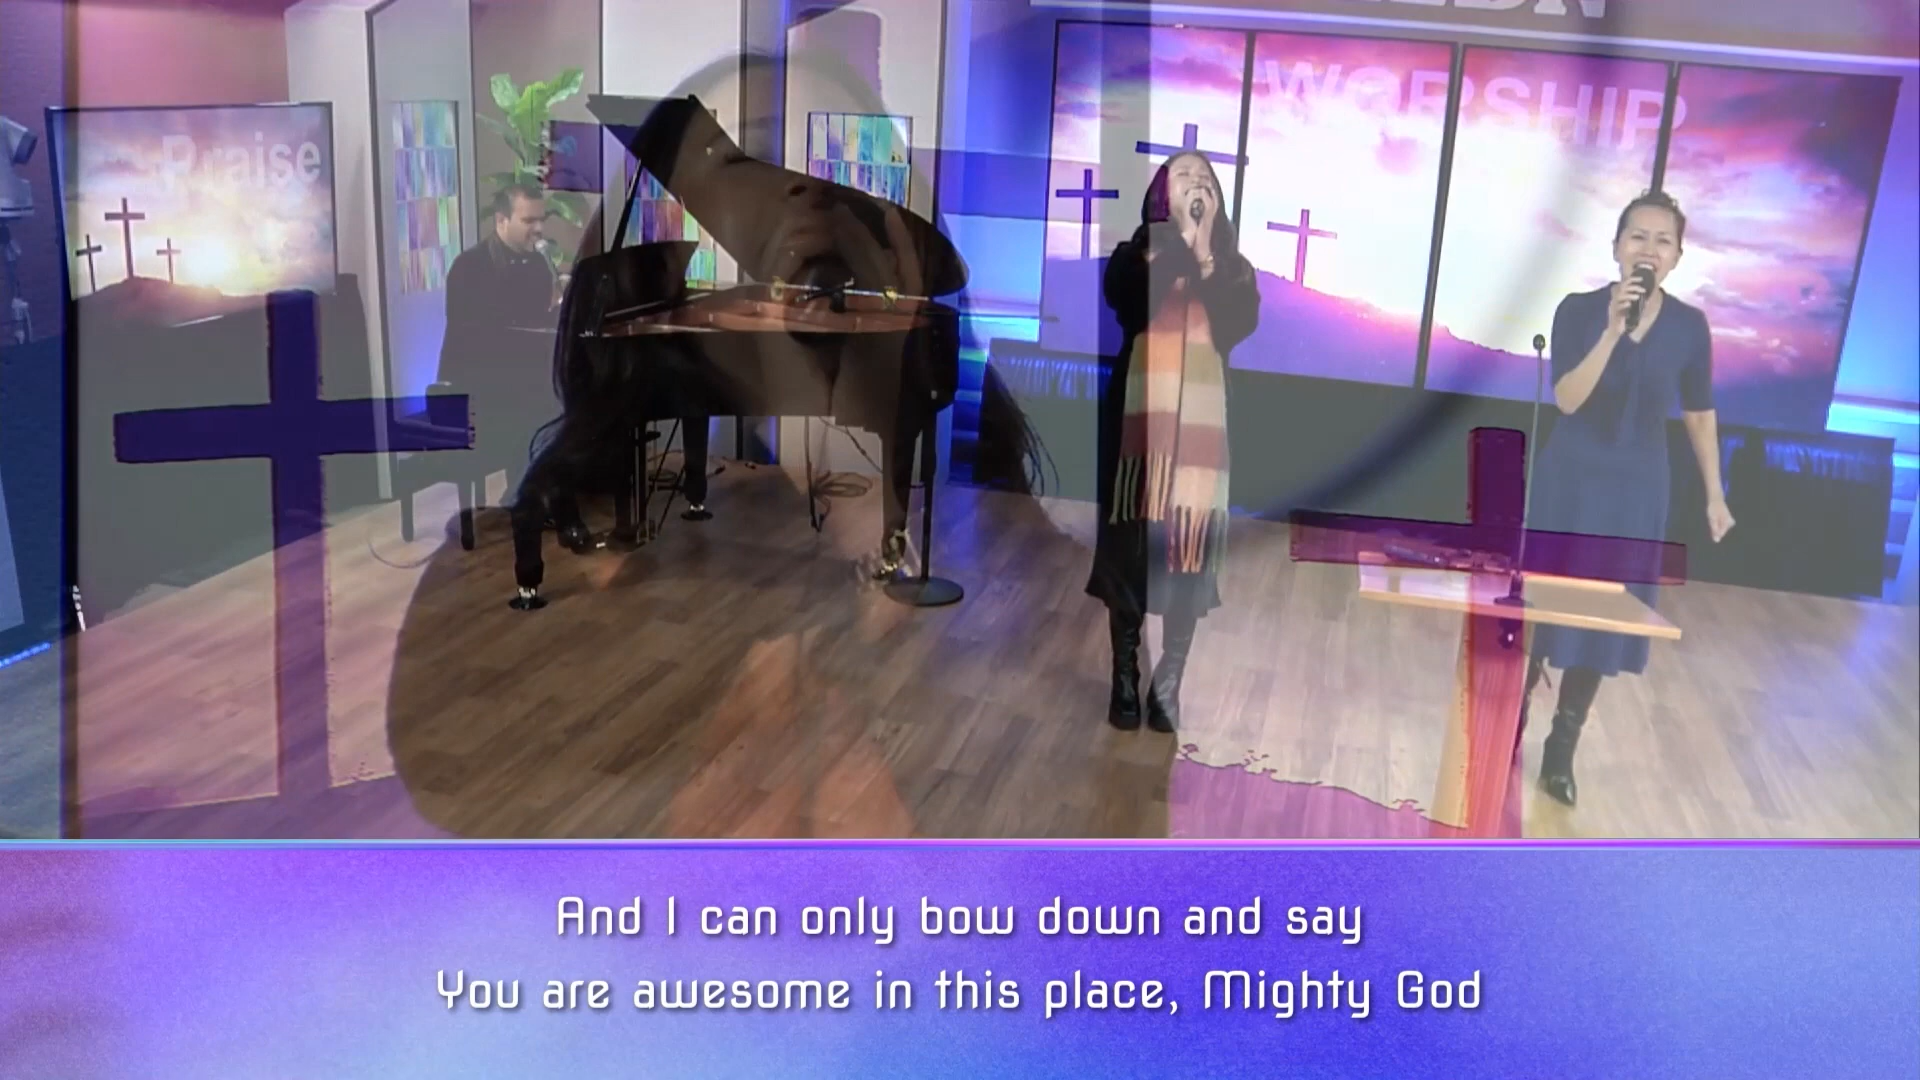 Praise
WORSHIP
And I can only bow down and say
You are awesome in this place, Mighty God